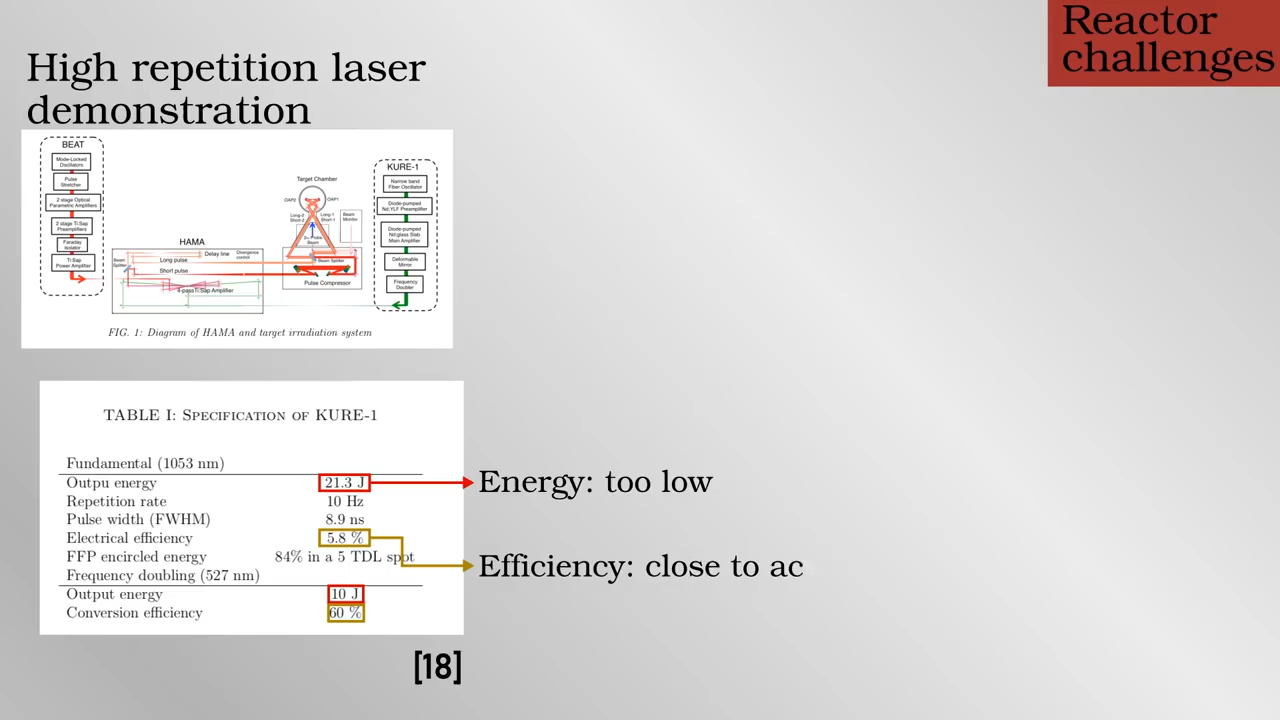 Reactor
challenges
High repetition laser
demonstration
BEAT
Mode-Locked
Oscillators
Pulse
Stretcher
2 stage Optical
Parametric Amplifiers
2 stage Ti:Sap
Preamplifiers
Faraday
Isolator
Ti:Sap
Power Amplifier
HAMA
Beam
Spliter
Long pulse
Delay line
Divergence
control
Short pulse
4-passTi:Sap Amplifier
Target Chamber
OAP2
OAP1
Long-2
Short-2
Long-1
Short-1
Beam
Monitor
Beam
Beam Spliter
Pulse Compressor
KURE-1
Narrow band
Fiber Oscillator
Diode-pumped
Nd:YLF Preamplifier
Diode-pumped
Nd:glass Slab
Main Amplifier
Deformable
Mirror
Frequency
Doubler
FIG. 1: Diagram of HAMA and target irradiation system
TABLE I: SPECIFICATION OF KURE-1
Fundamental (1053 nm)
Outpu energy 21.3 J
Repetition rate 10 Hz
Pulse width (FWHM) 8.9 ns
Electrical efficiency 5.8 %
FFP encircled energy 84% in a 5 TDL spot
Frequency doubling (527 nm)
Output energy 10 J
Conversion efficiency 60 %
Energy: too low
Efficiency: close to ac
[18]